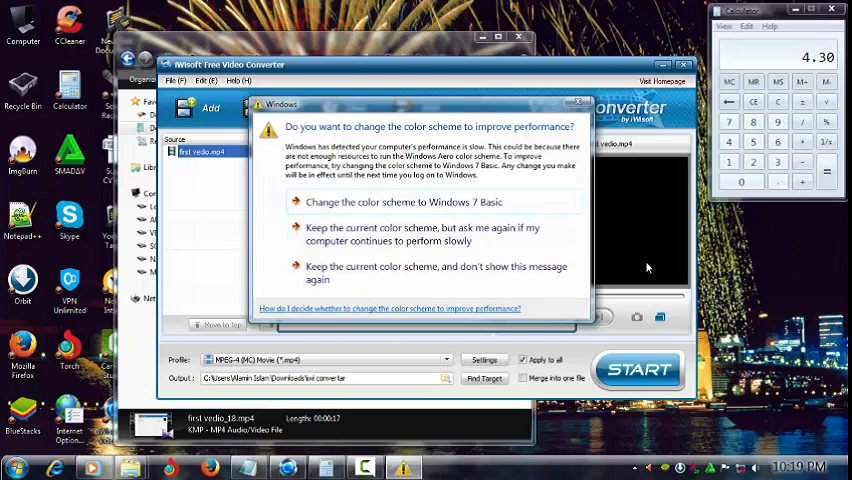 Computer
CCleaner
Recycle Bin
Calculator
ImgBurn
SMADAV
Notepad++
Skype
Orbit
VPN
Unlimited
Mozilla
Firefox
Torch
BlueStacks
Internet
Option...
Organiz
Libr
Net
iWisoft Free Video Converter
File (F) Edit (E) Help (H)
Visit Homepage
Add
onverter
by iWisoft
Source
first vedio.mp4
Windows
Do you want to change the color scheme to improve performance?
Windows has detected your computer's performance is slow. This could be because there
are not enough resources to run the Windows Aero color scheme. To improve
performance, try changing the color scheme to Windows 7 Basic. Any change you make
will be in effect until the next time you log on to Windows.
Change the color scheme to Windows 7 Basic
Keep the current color scheme, but ask me again if my
computer continues to perform slowly
Keep the current color scheme, and don't show this message
again
How do I decide whether to change the color scheme to improve performance?
Move to Top
Profile: MPEG-4 (MC) Movie (*.mp4) Settings Apply to all
Output : C:\Users\Alamin Islam\Downloads\iwi convertar Find Target Merge into one file
START
first vedio_18.mp4 Length: 00:00:17
KMP - MP4 Audio/Video File
Calculator
View Edit Help
4.30
MC MR MS M+ M-
← CE C ± √
7 8 9 / %
4 5 6 * 1/x
1 2 3 - =
0 . +
10:19 PM